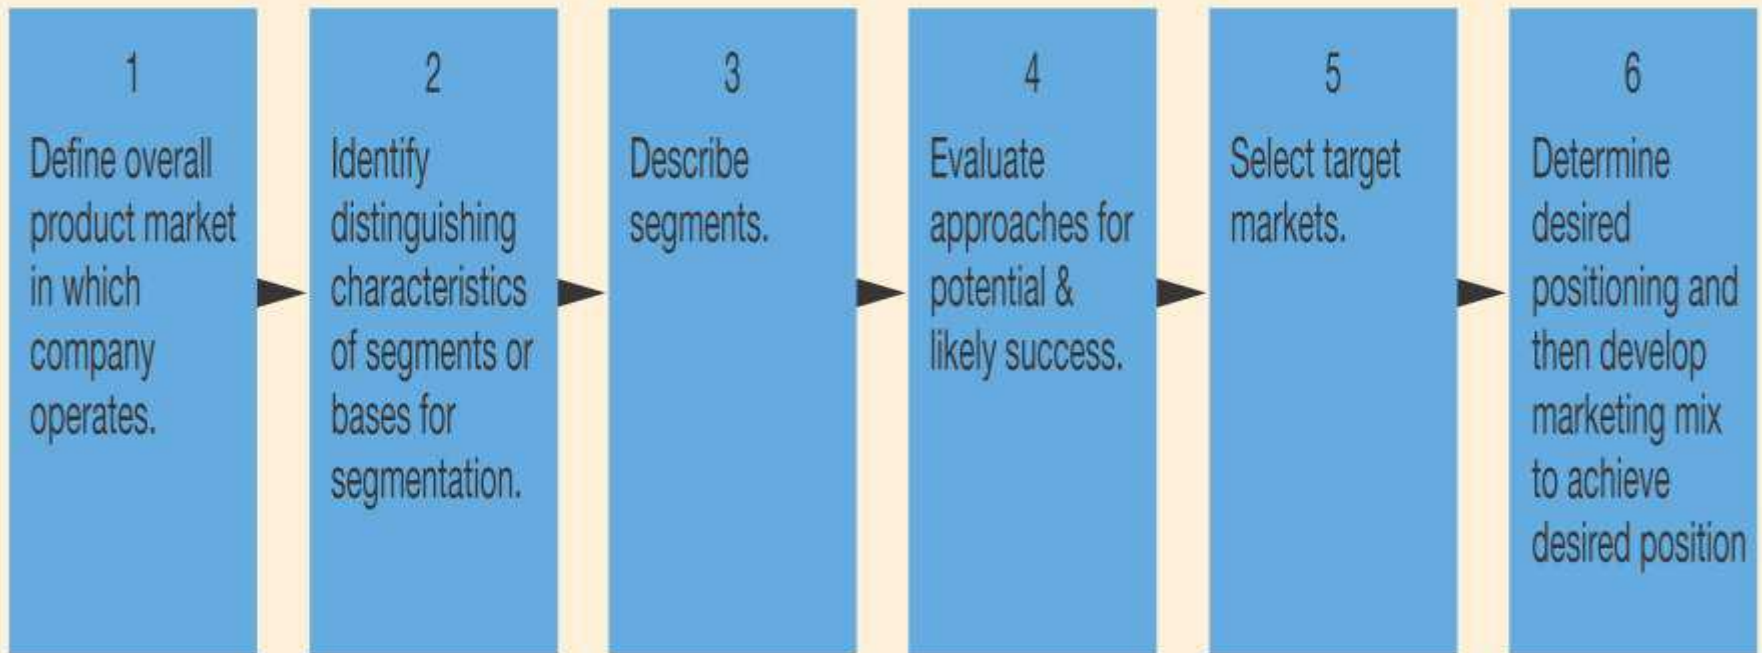 1
Define overall
product market
in which
company
operates.
2
Identify
distinguishing
characteristics
of segments or
bases for
segmentation.
3
Describe
segments.
4
Evaluate
approaches for
potential &
likely success.
5
Select target
markets.
6
Determine
desired
positioning and
then develop
marketing mix
to achieve
desired position